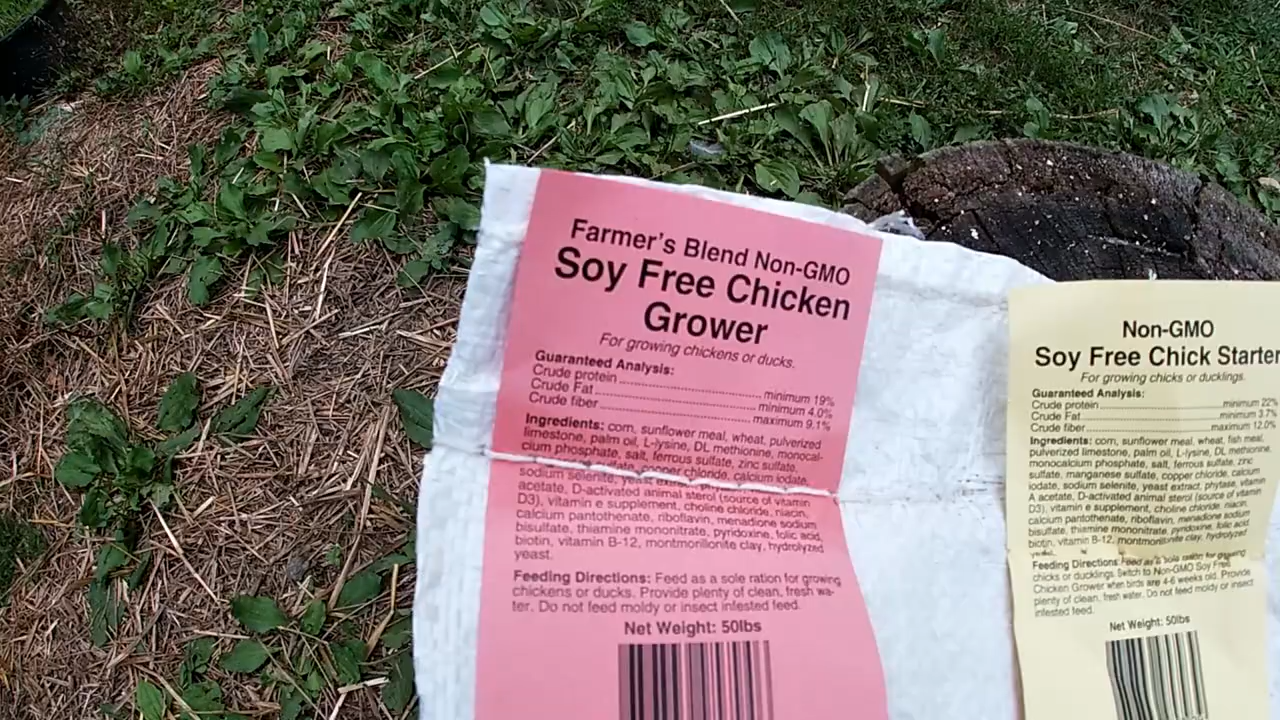 Farmer's Blend Non-GMO
Soy Free Chicken
Grower
For growing chickens or ducks.
Guaranteed Analysis:
Crude protein minimum 19%
Crude Fat minimum 4.0%
Crude fiber maximum 9.1%
Ingredients: corn, sunflower meal, wheat, pulverized
limestone, palm oil, L-lysine, DL methionine, monocal-
cium phosphate, salt, ferrous sulfate, zinc sulfate,
copper chloride, calcium iodate,
sodium selenite, yeast
acetate, D-activated animal sterol (source of vitamin
D3), vitamin e supplement, choline chloride, niacin,
calcium pantothenate, riboflavin, menadione sodium
bisulfate, thiamine mononitrate, pyridoxine, folic acid,
biotin, vitamin B-12, montmorillonite clay, hydrolyzed
yeast.
Feeding Directions: Feed as a sole ration for growing
chickens or ducks. Provide plenty of clean, fresh wa-
ter. Do not feed moldy or insect infested feed.
Net Weight: 50lbs
Non-GMO
Soy Free Chick Starter
For growing chicks or ducklings.
Guaranteed Analysis:
Crude protein minimum 22%
Crude Fat minimum 3.7%
Crude fiber maximum 12.0%
Ingredients: corn, sunflower meal, wheat, fish meal,
pulverized limestone, palm oil, L-lysine, DL methionine,
monocalcium phosphate, salt, ferrous sulfate, zinc
sulfate, manganese sulfate, copper chloride, calcium
iodate, sodium selenite, yeast extract, phytase, vitamin
A acetate, D-activated animal sterol (source of vitamin
D3), vitamin e supplement, choline chloride, niacin,
calcium pantothenate, riboflavin, menadione sodium
bisulfate, thiamine mononitrate, pyridoxine, folic acid,
biotin, vitamin B-12, montmorillonite clay, hydrolyzed
Feeding Directions: Feed as a sole ration for growing
chicks or ducklings. Switch to Non-GMO Soy Free
Chicken Grower when birds are 4-6 weeks old. Provide
plenty of clean, fresh water. Do not feed moldy or insect
infested feed.
Net Weight: 50lbs